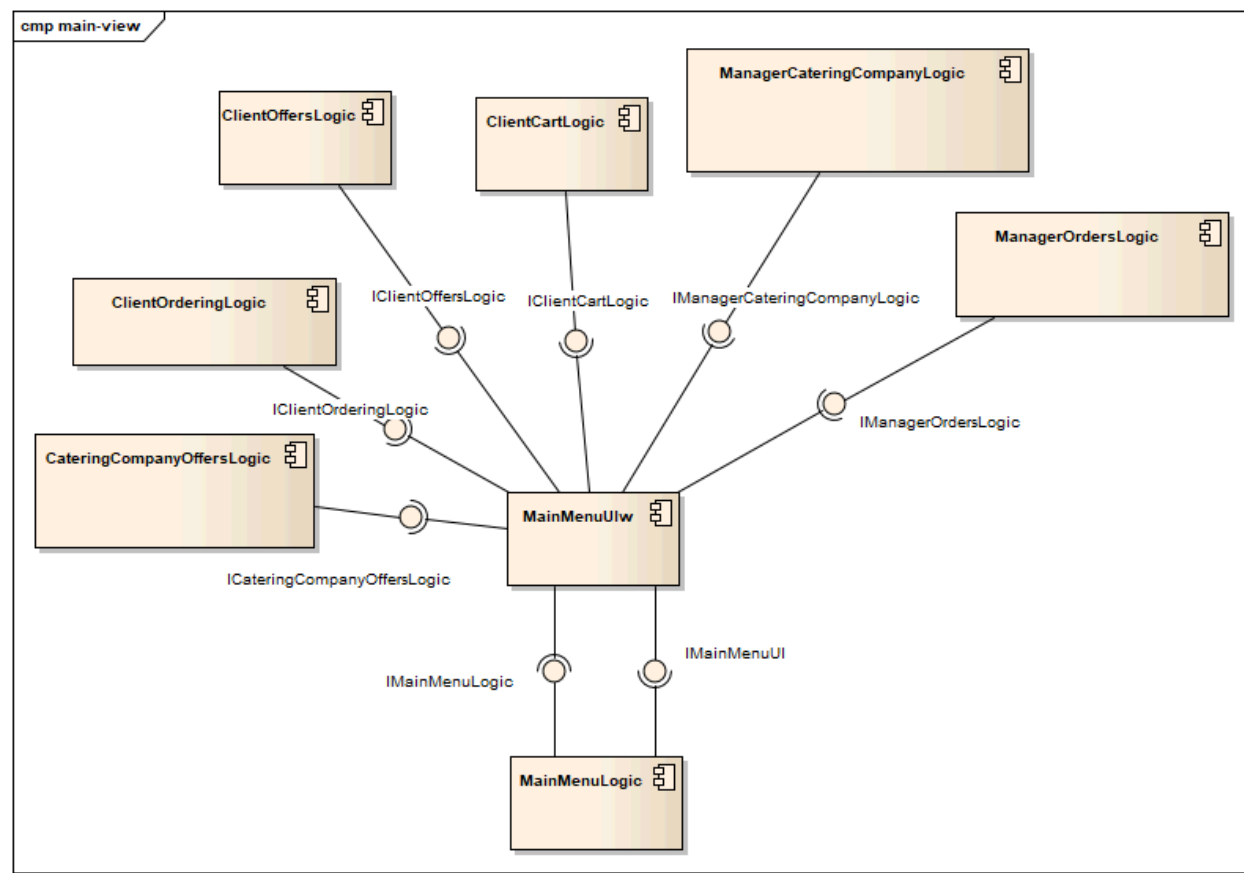 cmp main-view
ManagerCateringCompanyLogic
ClientOffersLogic
ClientCartLogic
ManagerOrdersLogic
ClientOrderingLogic
IClientOffersLogic
IClientCartLogic
IManagerCateringCompanyLogic
IClientOrderingLogic
IManagerOrdersLogic
CateringCompanyOffersLogic
MainMenuUIw
ICateringCompanyOffersLogic
IMainMenuUI
IMainMenuLogic
MainMenuLogic